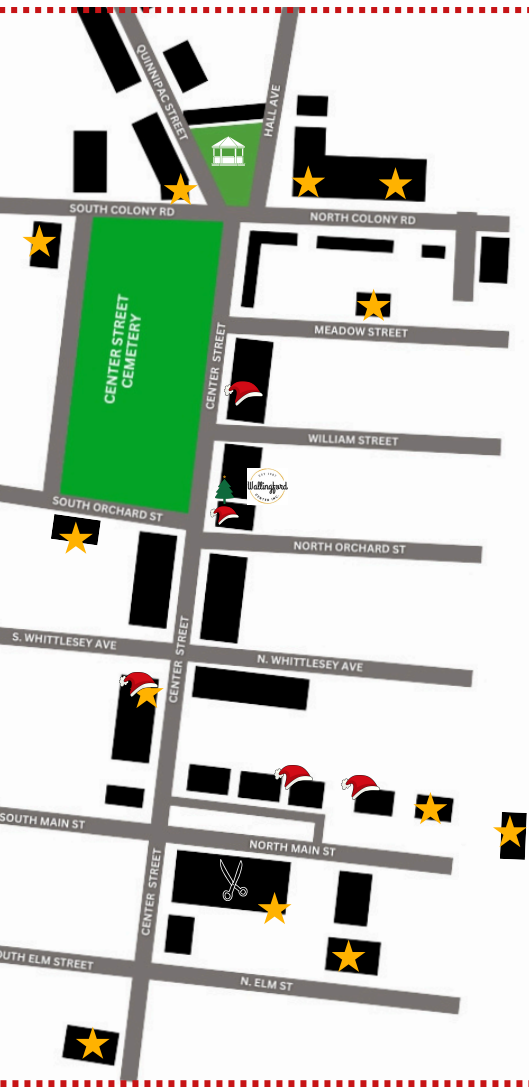 QUINNIPAC STREET
HALL AVE
SOUTH COLONY RD
NORTH COLONY RD
CENTER STREET
CEMETERY
CENTER STREET
MEADOW STREET
WILLIAM STREET
Wallingford
SOUTH ORCHARD ST
NORTH ORCHARD ST
S. WHITTLESEY AVE
CENTER STREET
N. WHITTLESEY AVE
SOUTH MAIN ST
NORTH MAIN ST
CENTER STREET
OUTH ELM STREET
N. ELM ST